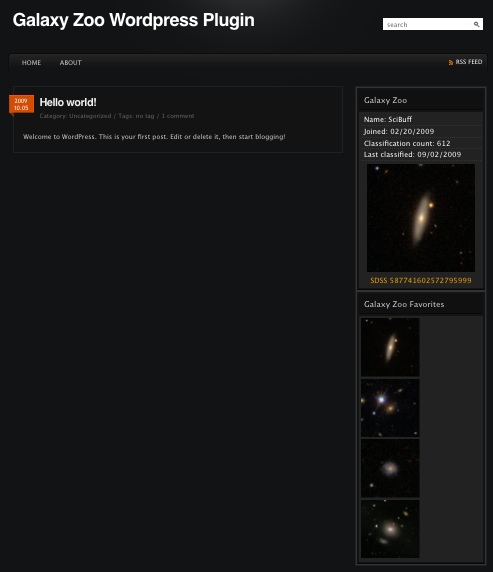 Galaxy Zoo Wordpress Plugin
search
HOME ABOUT
RSS FEED
2009
10.05
Hello world!
Category: Uncategorized / Tags: no tag / 1 comment
Welcome to WordPress. This is your first post. Edit or delete it, then start blogging!
Galaxy Zoo
Name: SciBuff
Joined: 02/20/2009
Classification count: 612
Last classified: 09/02/2009
SDSS 587741602572795999
Galaxy Zoo Favorites